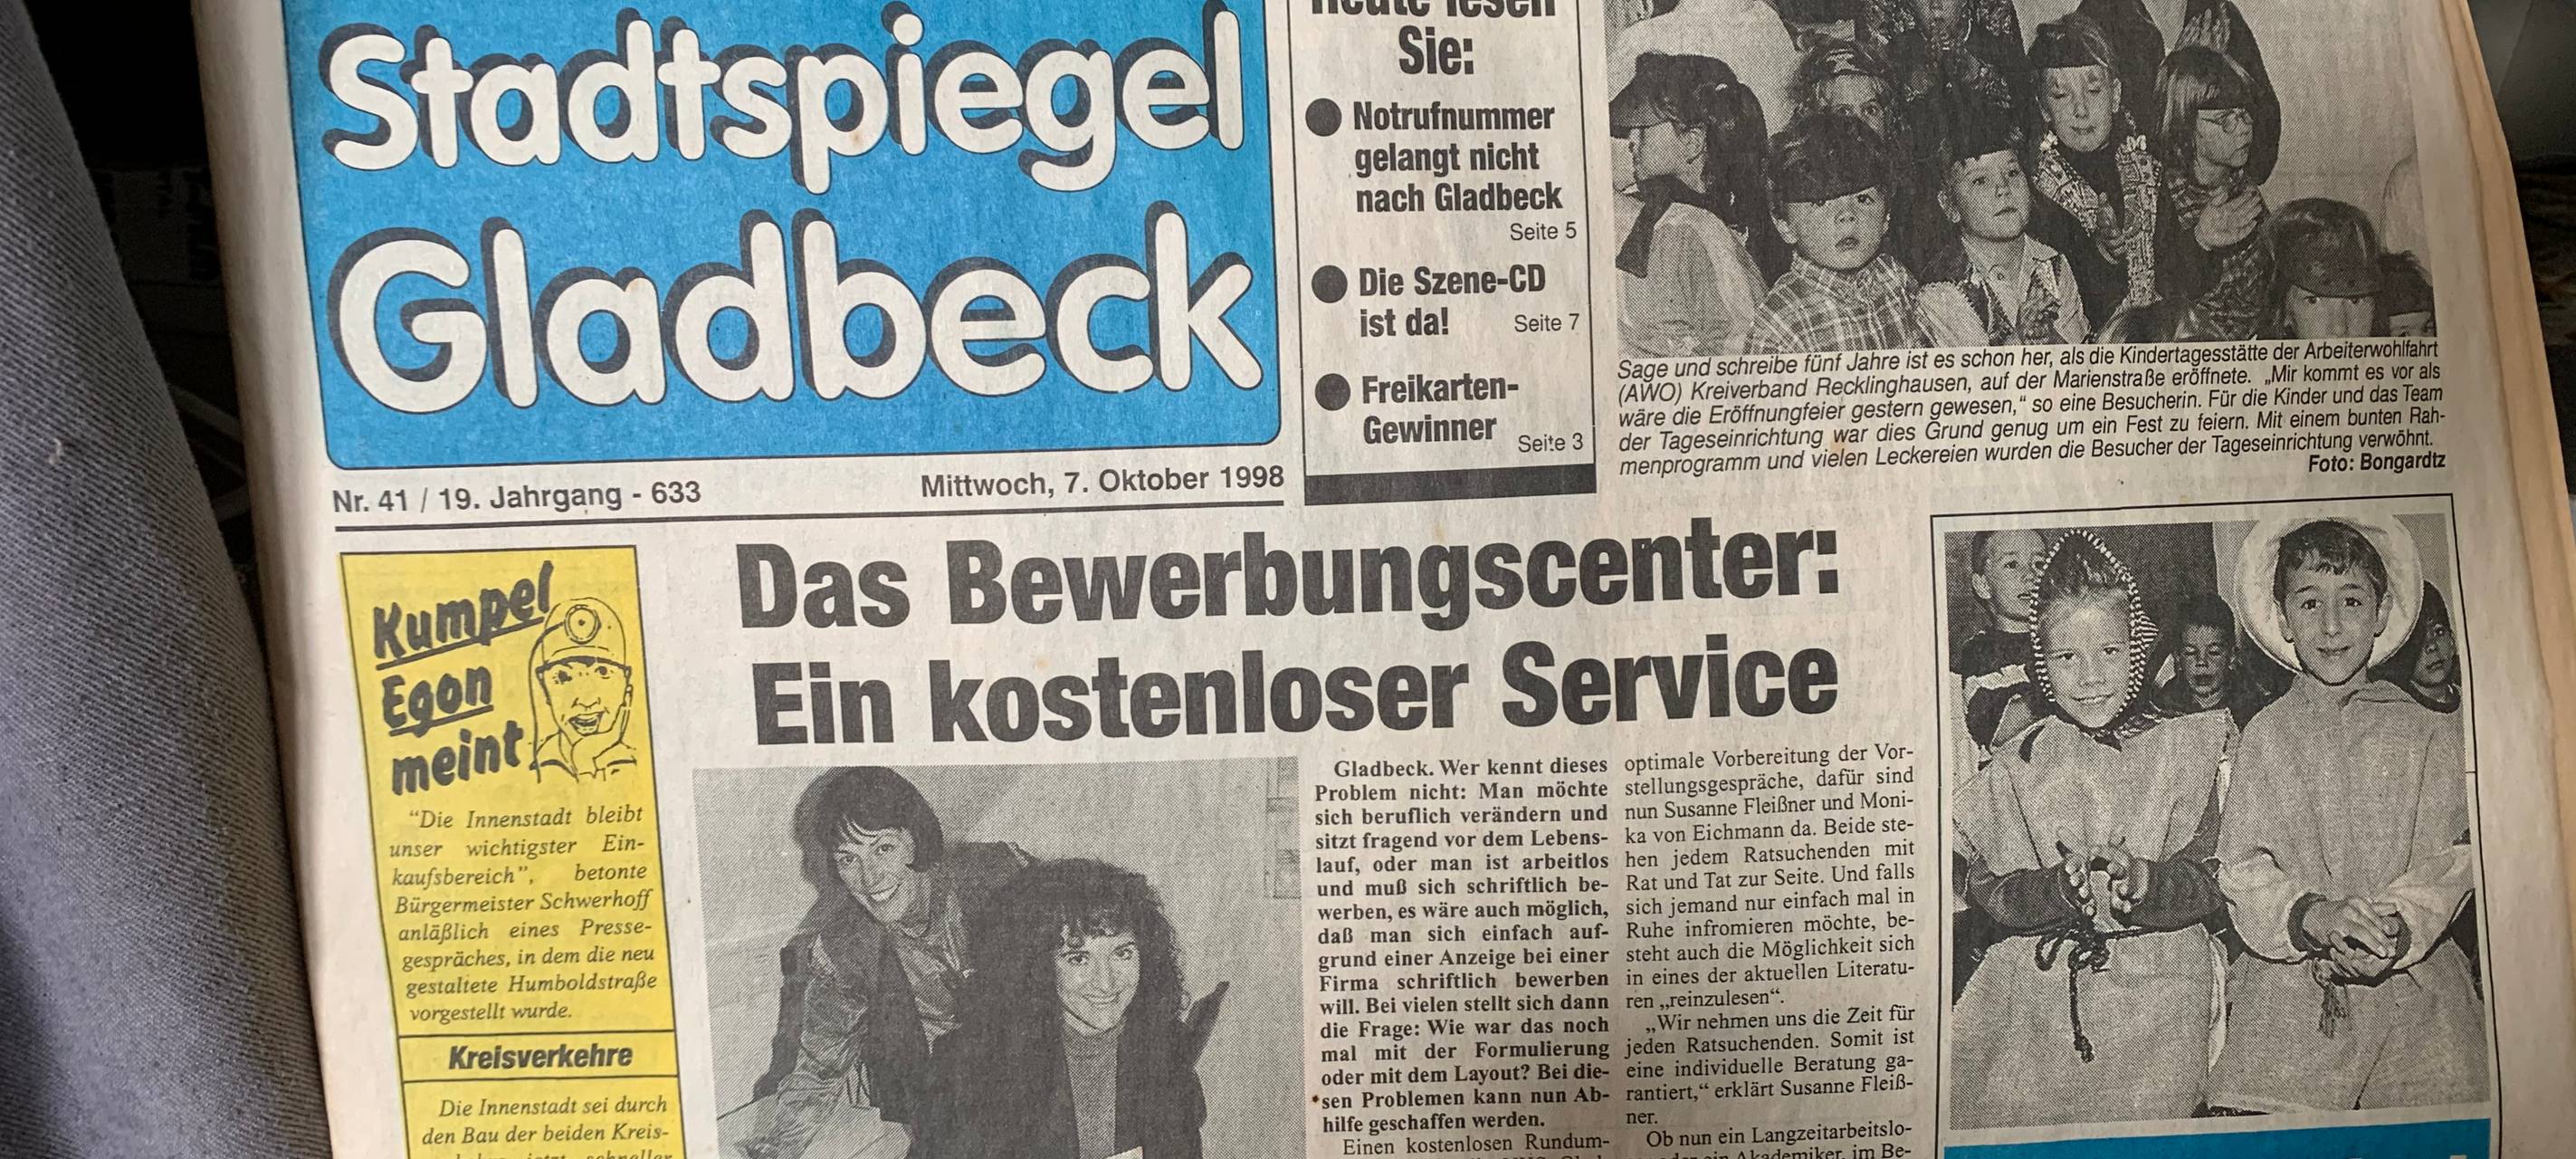 Stadtspiegel
Gladbeck
Nr. 41 / 19. Jahrgang - 633
Mittwoch, 7. Oktober 1998
Heute lesen
Sie:
Notrufnummer
gelangt nicht
nach Gladbeck
Seite 5
Die Szene-CD
ist da! Seite 7
Freikarten-
Gewinner Seite 3
Sage und schreibe fünf Jahre ist es schon her, als die Kindertagesstätte der Arbeiterwohlfahrt
(AWO) Kreiverband Recklinghausen, auf der Marienstraße eröffnete. „Mir kommt es vor als
wäre die Eröffnungfeier gestern gewesen,“ so eine Besucherin. Für die Kinder und das Team
der Tageseinrichtung war dies Grund genug um ein Fest zu feiern. Mit einem bunten Rah-
menprogramm und vielen Leckereien wurden die Besucher der Tageseinrichtung verwöhnt.
Foto: Bongardtz
Kumpel
Egon
meint
“Die Innenstadt bleibt
unser wichtigster Ein-
kaufsbereich”, betonte
Bürgermeister Schwerhoff
anläßlich eines Presse-
gespräches, in dem die neu
gestaltete Humboldstraße
vorgestellt wurde.
Kreisverkehre
Die Innenstadt sei durch
den Bau der beiden Kreis-
jetzt schneller
Das Bewerbungscenter:
Ein kostenloser Service
Gladbeck. Wer kennt dieses
Problem nicht: Man möchte
sich beruflich verändern und
sitzt fragend vor dem Lebens-
lauf, oder man ist arbeitlos
und muß sich schriftlich be-
werben, es wäre auch möglich,
daß man sich einfach auf-
grund einer Anzeige bei einer
Firma schriftlich bewerben
will. Bei vielen stellt sich dann
die Frage: Wie war das noch
mal mit der Formulierung
oder mit dem Layout? Bei die-
sen Problemen kann nun Ab-
hilfe geschaffen werden.
Einen kostenlosen Rundum-
optimale Vorbereitung der Vor-
stellungsgespräche, dafür sind
nun Susanne Fleißner und Moni-
ka von Eichmann da. Beide ste-
hen jedem Ratsuchenden mit
Rat und Tat zur Seite. Und falls
sich jemand nur einfach mal in
Ruhe infromieren möchte, be-
steht auch die Möglichkeit sich
in eines der aktuellen Literatu-
ren „reinzulesen“.
„Wir nehmen uns die Zeit für
jeden Ratsuchenden. Somit ist
eine individuelle Beratung ga-
rantiert,“ erklärt Susanne Fleiß-
ner.
Ob nun ein Langzeitarbeitslo-
ein Akademiker, im Be-